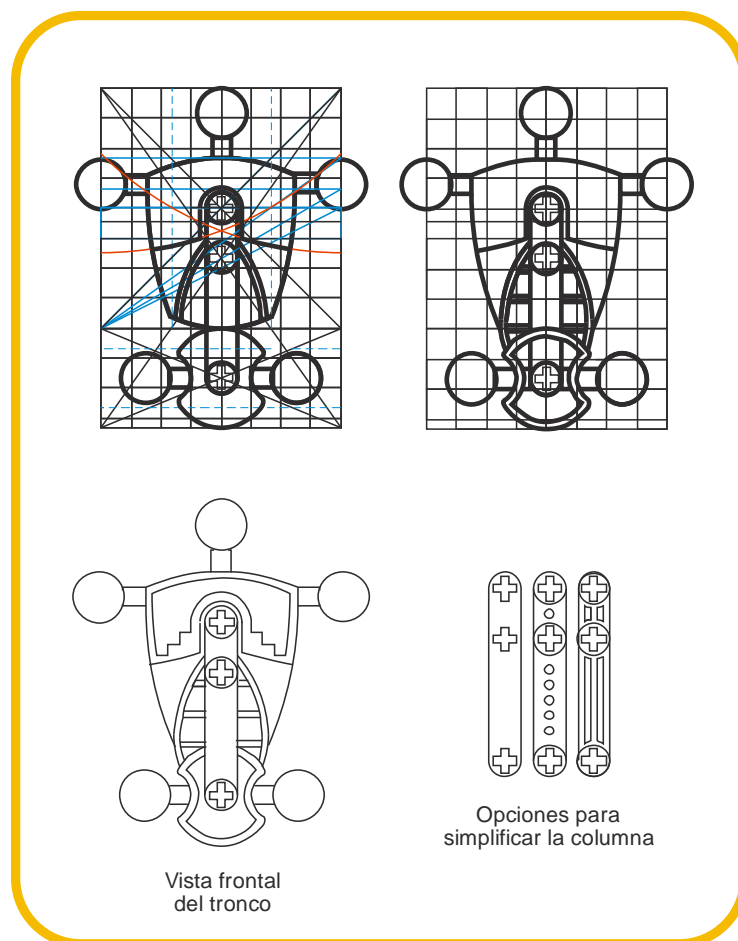 Opciones para
simplificar la columna
Vista frontal
del tronco